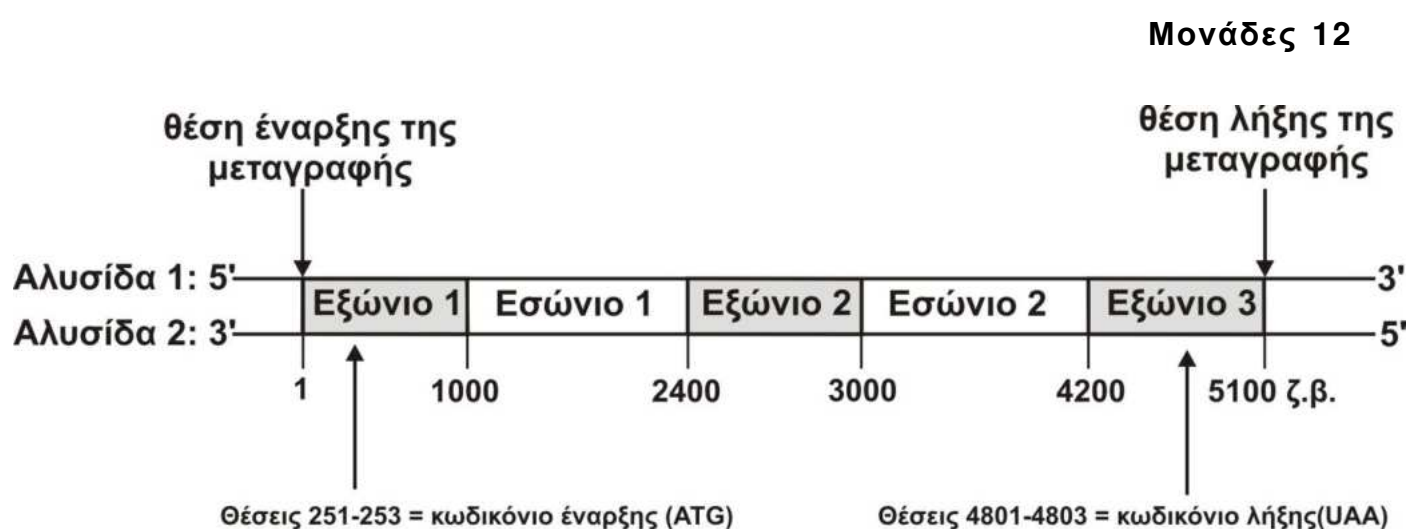 Μονάδες 12
θέση έναρξης της
μεταγραφής
θέση λήξης της
μεταγραφής
Αλυσίδα 1: 5' Εξώνιο 1 Εσώνιο 1 Εξώνιο 2 Εσώνιο 2 Εξώνιο 3 3'
Αλυσίδα 2: 3' 5'
1 1000 2400 3000 4200 5100 ζ.β.
Θέσεις 251-253 = κωδικόνιο έναρξης (ATG)
Θέσεις 4801-4803 = κωδικόνιο λήξης(UAA)